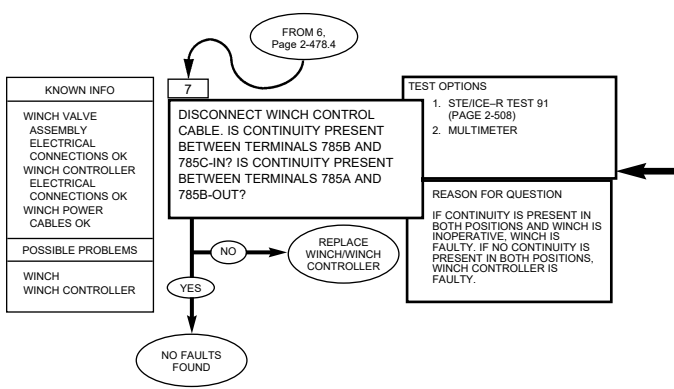 FROM 6,
Page 2-478.4
7
KNOWN INFO
WINCH VALVE
ASSEMBLY
ELECTRICAL
CONNECTIONS OK
WINCH CONTROLLER
ELECTRICAL
CONNECTIONS OK
WINCH POWER
CABLES OK
POSSIBLE PROBLEMS
WINCH
WINCH CONTROLLER
DISCONNECT WINCH CONTROL
CABLE. IS CONTINUITY PRESENT
BETWEEN TERMINALS 785B AND
785C-IN? IS CONTINUITY PRESENT
BETWEEN TERMINALS 785A AND
785B-OUT?
TEST OPTIONS
1. STE/ICE–R TEST 91
(PAGE 2-508)
2. MULTIMETER
REASON FOR QUESTION
IF CONTINUITY IS PRESENT IN
BOTH POSITIONS AND WINCH IS
INOPERATIVE, WINCH IS
FAULTY. IF NO CONTINUITY IS
PRESENT IN BOTH POSITIONS,
WINCH CONTROLLER IS
FAULTY.
NO
REPLACE
WINCH/WINCH
CONTROLLER
YES
NO FAULTS
FOUND